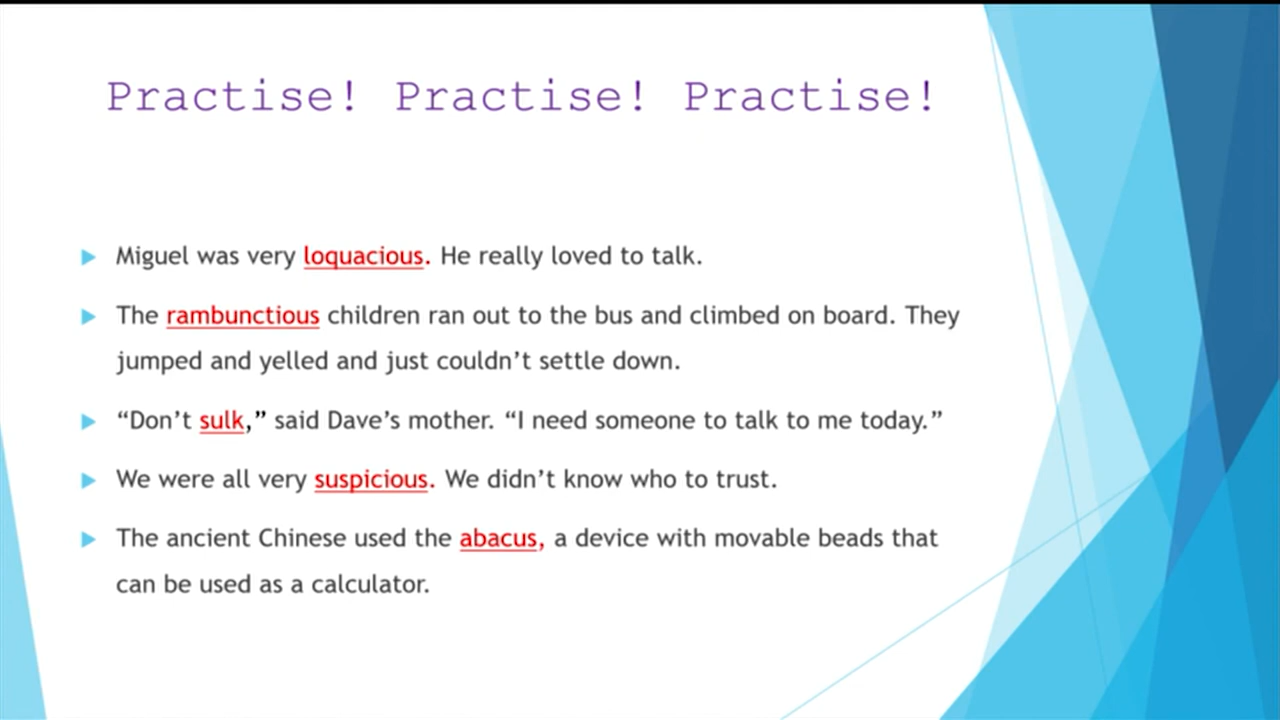 Practise! Practise! Practise!
Miguel was very loquacious. He really loved to talk.
The rambunctious children ran out to the bus and climbed on board. They
jumped and yelled and just couldn’t settle down.
“Don’t sulk,” said Dave’s mother. “I need someone to talk to me today.”
We were all very suspicious. We didn’t know who to trust.
The ancient Chinese used the abacus, a device with movable beads that
can be used as a calculator.